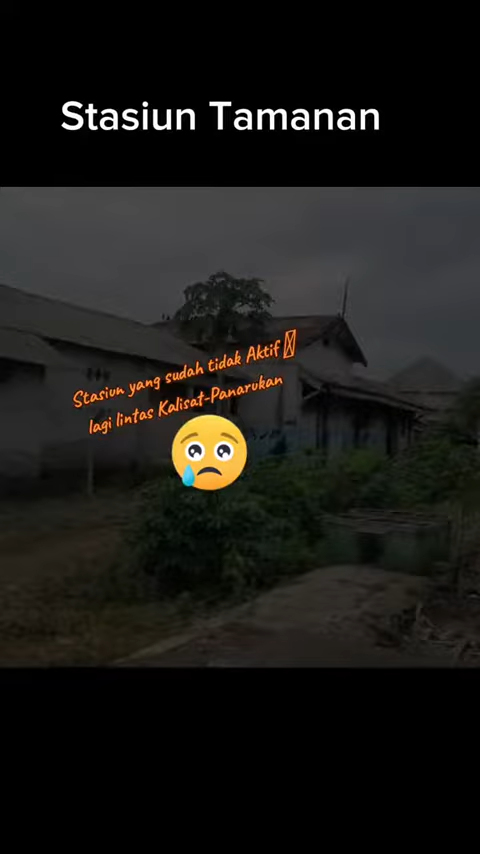 Stasiun Tamanan
Stasiun yang sudah tidak Aktif
lagi lintas Kalisat-Panarukan